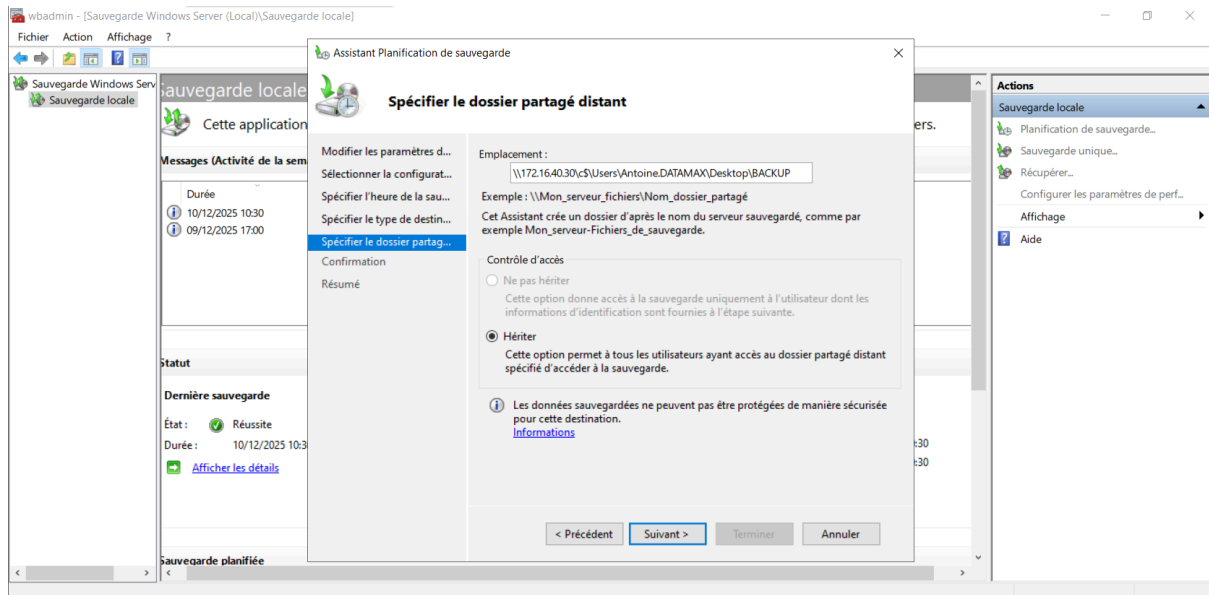 wbadmin - [Sauvegarde Windows Server (Local)\Sauvegarde locale]
Fichier Action Affichage ?
Sauvegarde Windows Serv
Sauvegarde locale
Sauvegarde locale
Cette application
ers.
Messages (Activité de la sem
Durée
10/12/2025 10:30
09/12/2025 17:00
Statut
Dernière sauvegarde
État : Réussite
Durée : 10/12/2025 10:3
Afficher les détails
:30
:30
Sauvegarde planifiée
Assistant Planification de sauvegarde
Spécifier le dossier partagé distant
Modifier les paramètres d...
Sélectionner la configurat...
Spécifier l'heure de la sau...
Spécifier le type de destin...
Spécifier le dossier partag...
Confirmation
Résumé
Emplacement :
\\172.16.40.30\c$\Users\Antoine.DATAMAX\Desktop\BACKUP
Exemple : \\Mon_serveur_fichiers\Nom_dossier_partagé
Cet Assistant crée un dossier d'après le nom du serveur sauvegardé, comme par
exemple Mon_serveur-Fichiers_de_sauvegarde.
Contrôle d'accès
Ne pas hériter
Cette option donne accès à la sauvegarde uniquement à l'utilisateur dont les
informations d'identification sont fournies à l'étape suivante.
Hériter
Cette option permet à tous les utilisateurs ayant accès au dossier partagé distant
spécifié d'accéder à la sauvegarde.
Les données sauvegardées ne peuvent pas être protégées de manière sécurisée
pour cette destination.
Informations
< Précédent Suivant > Terminer Annuler
Actions
Sauvegarde locale
Planification de sauvegarde...
Sauvegarde unique...
Récupérer...
Configurer les paramètres de perf...
Affichage
Aide